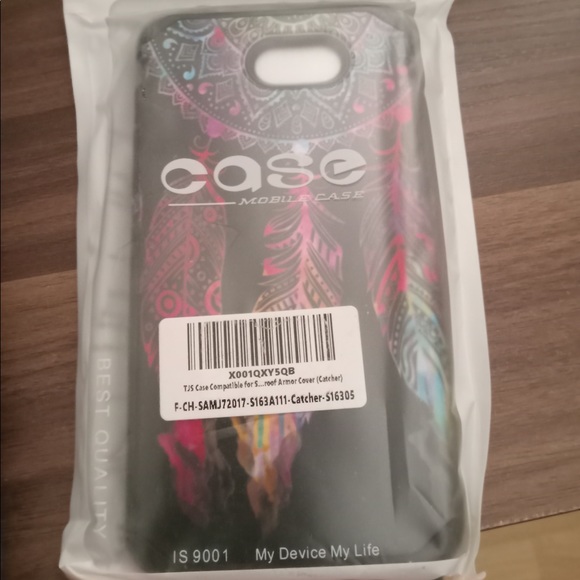 case
MOBILE CASE
X001QXY5QB
TJS Case Compatible for S...roof Armor Cover (Catcher)
F-CH-SAMJ72017-S163A111-Catcher-S16305
BEST QUALITY
IS 9001 My Device My Life